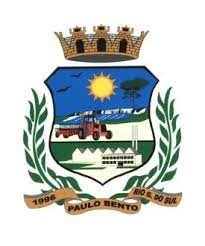 1996
PAULO BENTO
RIO G. DO SUL